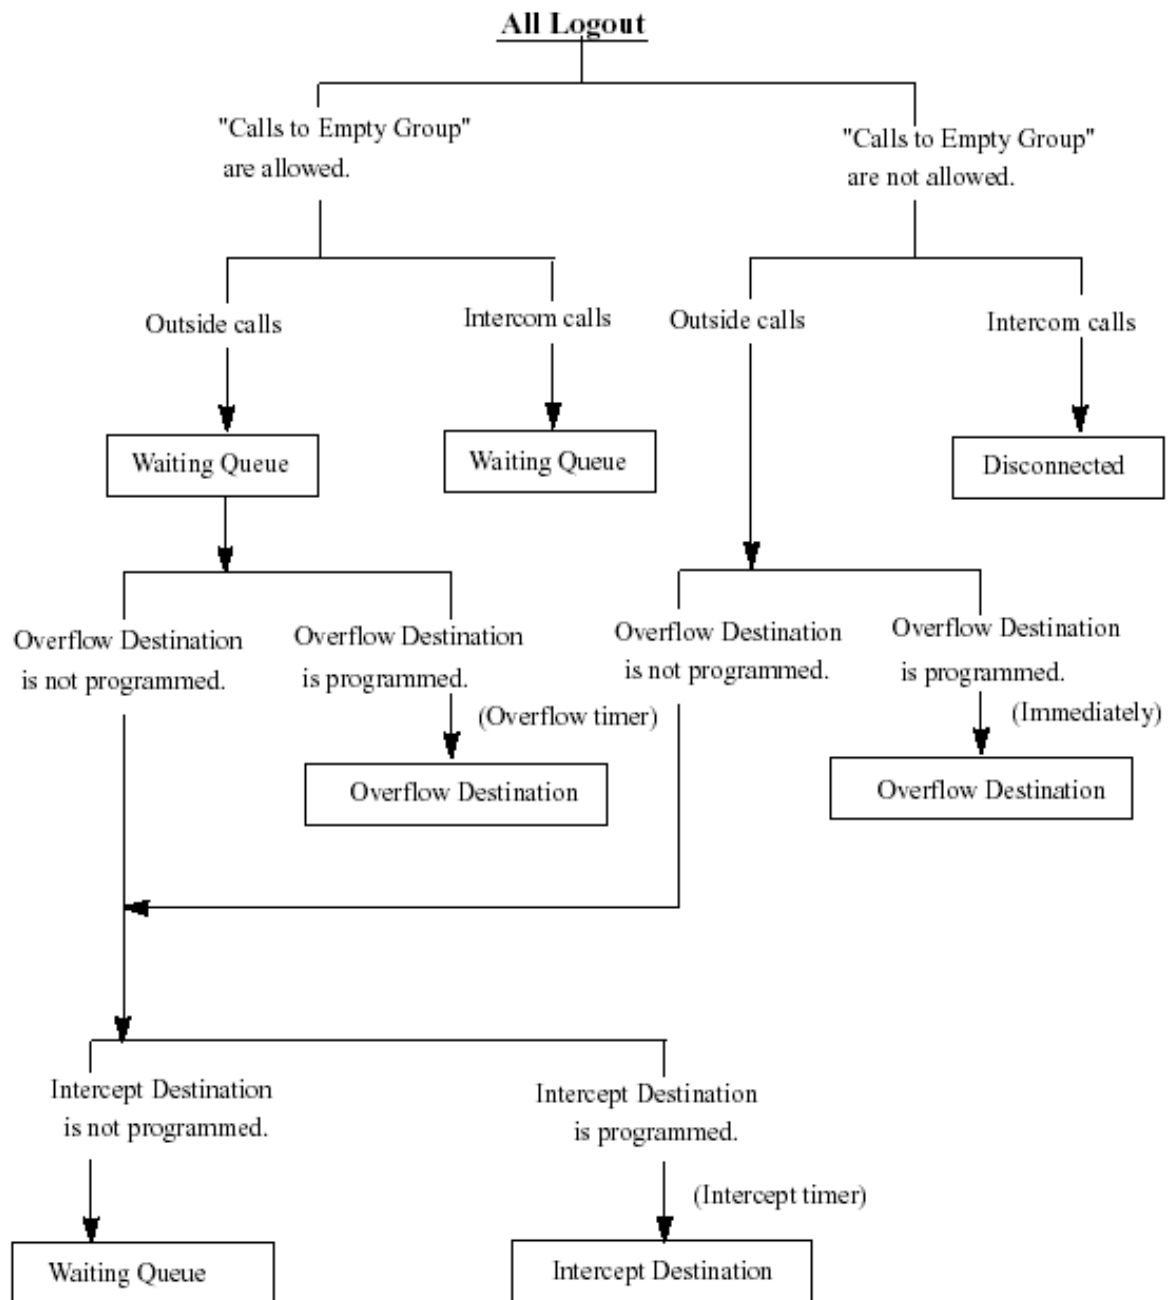 All Logout
"Calls to Empty Group"
are allowed.
"Calls to Empty Group"
are not allowed.
Outside calls
Intercom calls
Outside calls
Intercom calls
Waiting Queue
Waiting Queue
Disconnected
Overflow Destination
is not programmed.
Overflow Destination
is programmed.
(Overflow timer)
Overflow Destination
is not programmed.
Overflow Destination
is programmed.
(Immediately)
Overflow Destination
Overflow Destination
Intercept Destination
is not programmed.
Intercept Destination
is programmed.
(Intercept timer)
Waiting Queue
Intercept Destination